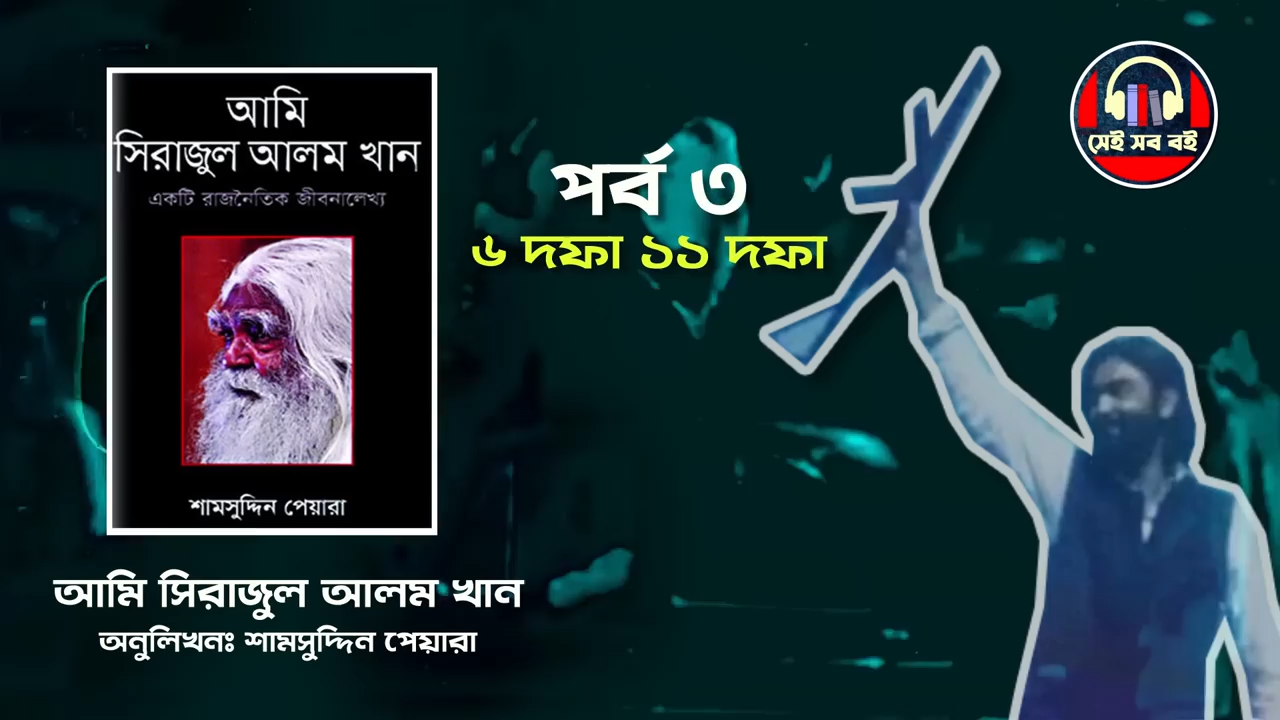 আমি
সিরাজুল আলম খান
একটি রাজনৈতিক জীবনালেখ্য
শামসুদ্দিন পেয়ারা
পর্ব ৩
৬ দফা ১১ দফা
সেই সব বই
আমি সিরাজুল আলম খান
অনুলিখনঃ শামসুদ্দিন পেয়ারা